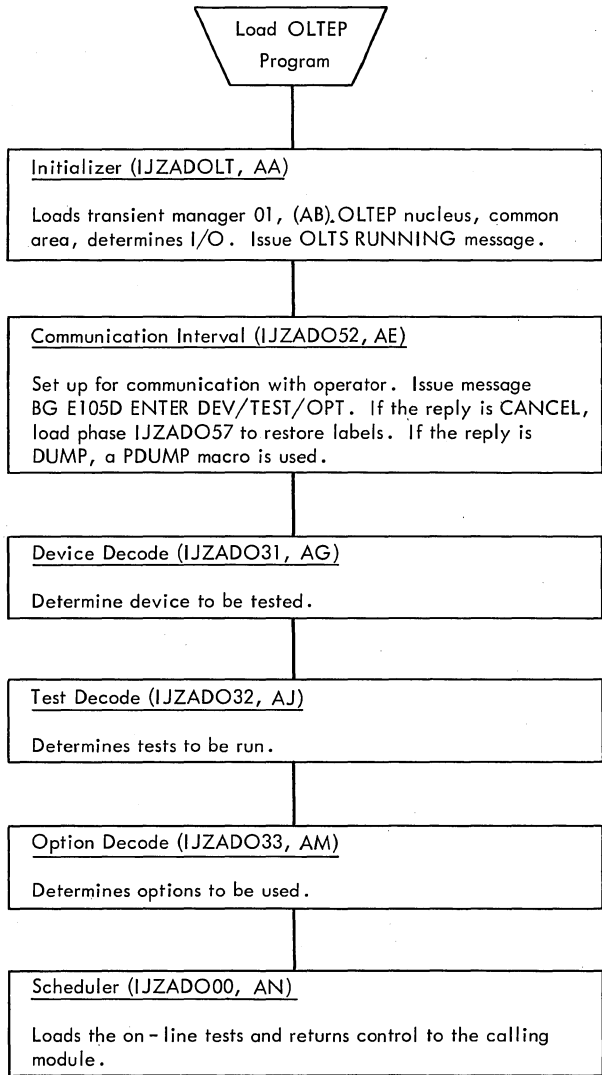 Load OLTEP
Program
Initializer (IJZADOLT, AA)
Loads transient manager 01, (AB).OLTEP nucleus, common
area, determines I/O. Issue OLTS RUNNING message.
Communication Interval (IJZADO52, AE)
Set up for communication with operator. Issue message
BG E105D ENTER DEV/TEST/OPT. If the reply is CANCEL,
load phase IJZADO57 to restore labels. If the reply is
DUMP, a PDUMP macro is used.
Device Decode (IJZADO31, AG)
Determine device to be tested.
Test Decode (IJZADO32, AJ)
Determines tests to be run.
Option Decode (IJZADO33, AM)
Determines options to be used.
Scheduler (IJZADO00, AN)
Loads the on-line tests and returns control to the calling
module.